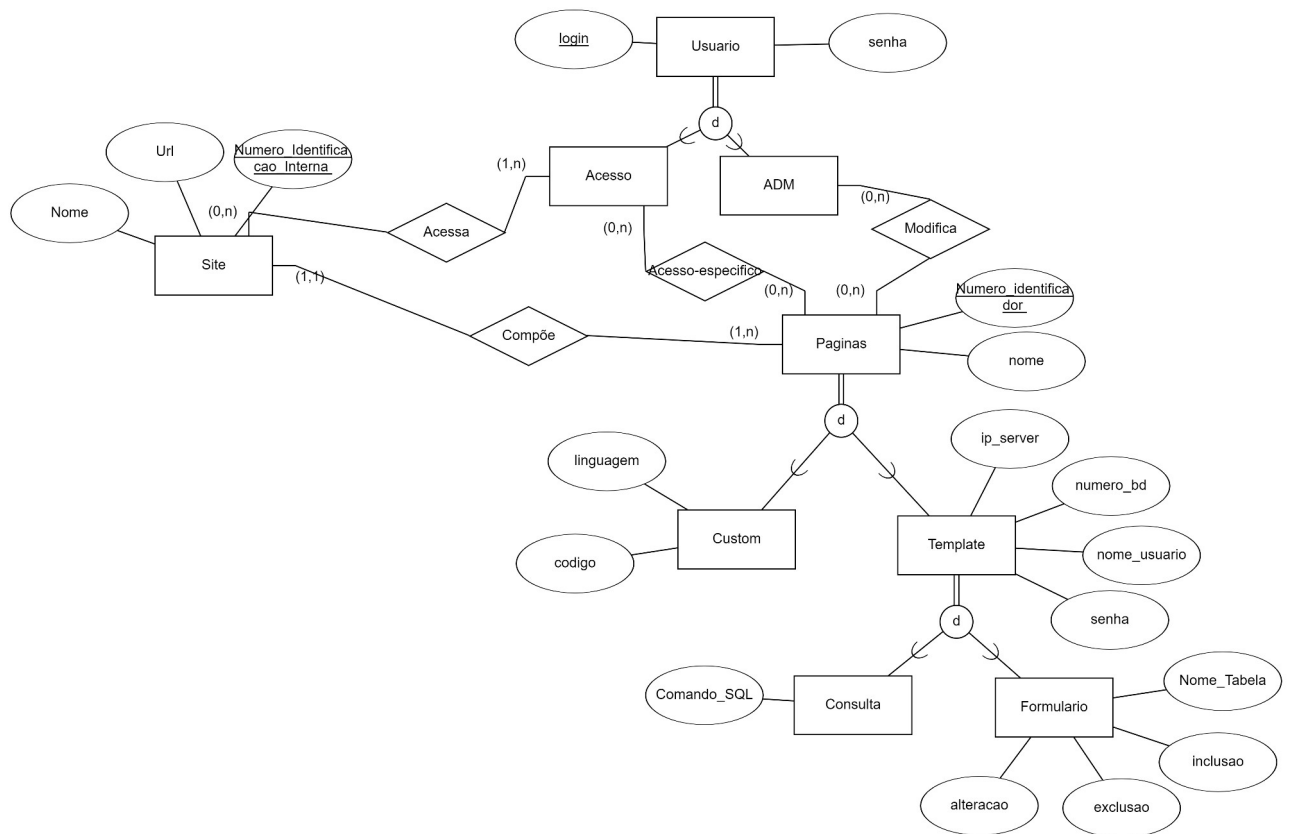 login
Usuario
senha
d
Url
Numero_Identifica
cao_Interna
(1,n)
Acesso
ADM
Nome
(0,n)
(0,n)
Acessa
(0,n)
Modifica
Site
(1,1)
Acesso-especifico
(0,n)
(0,n)
Numero_identifica
dor
Compõe
(1,n)
Paginas
nome
d
ip_server
linguagem
numero_bd
Custom
Template
nome_usuario
codigo
senha
d
Comando_SQL
Consulta
Formulario
Nome_Tabela
inclusao
alteracao
exclusao